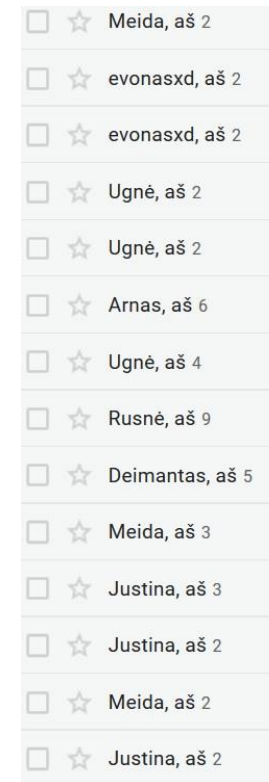 Meida, aš 2
evonasxd, aš 2
evonasxd, aš 2
Ugnė, aš 2
Ugnė, aš 2
Arnas, aš 6
Ugnė, aš 4
Rusnė, aš 9
Deimantas, aš 5
Meida, aš 3
Justina, aš 3
Justina, aš 2
Meida, aš 2
Justina, aš 2